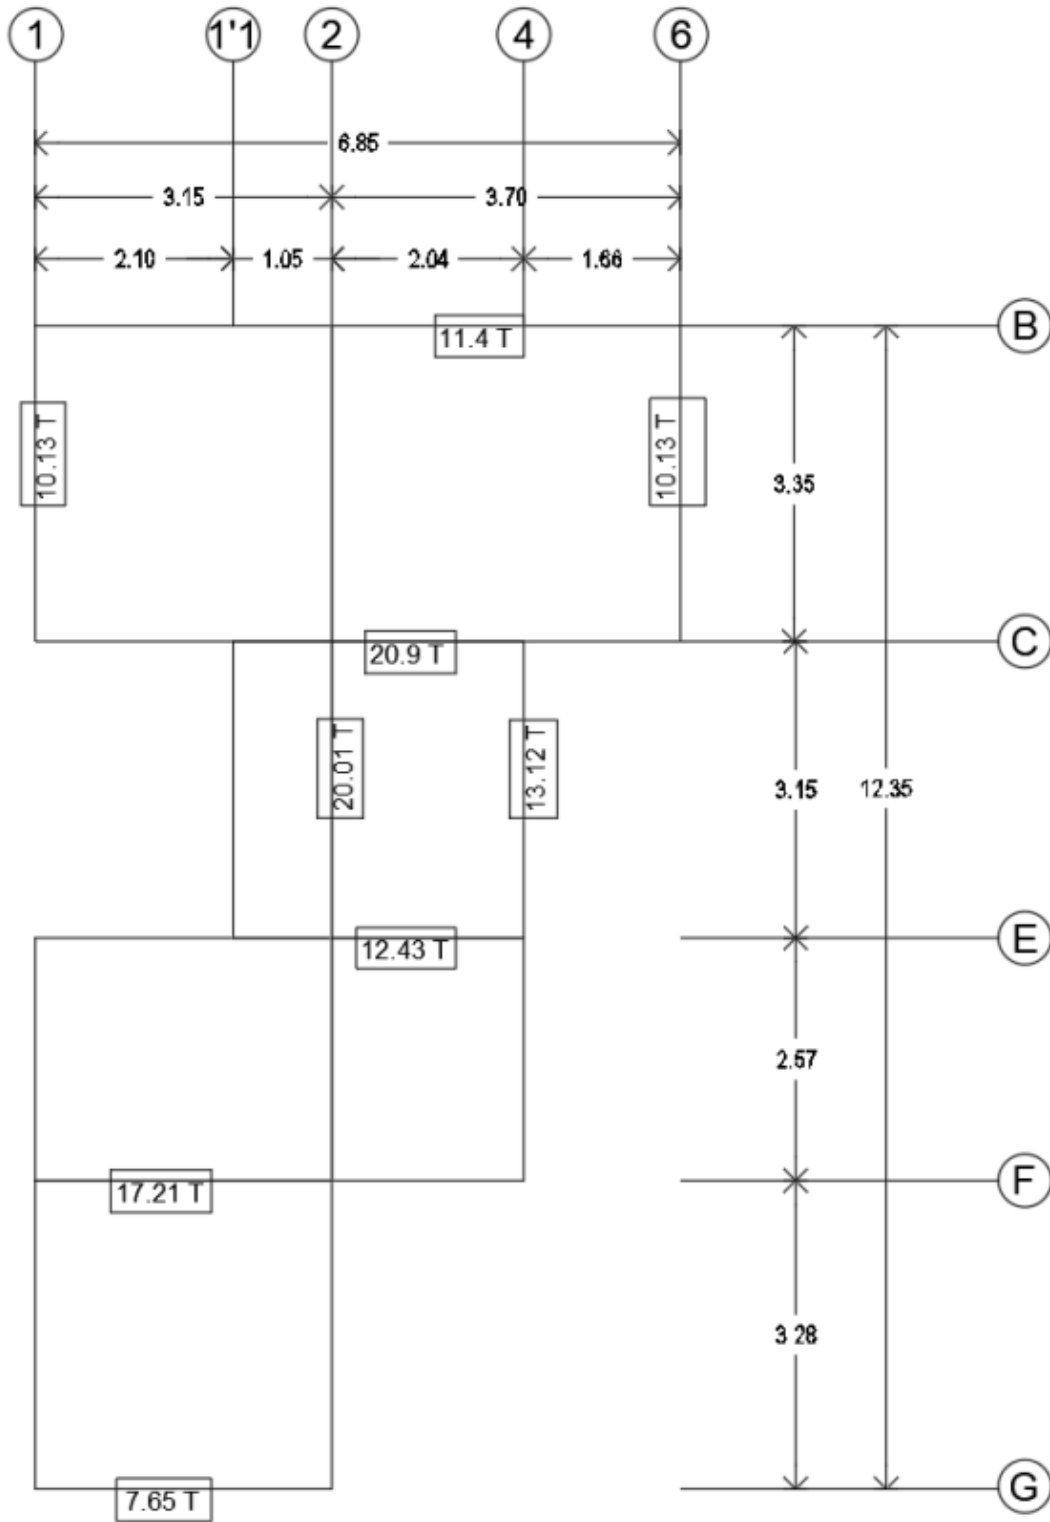 1 1'1 2 4 6
6.85
3.15 3.70
2.10 1.05 2.04 1.66
B
11.4 T
10.13 T
10.13 T
3.35
C
20.9 T
20.01 T
13.12 T
3.15
12.35
E
12.43 T
2.57
F
17.21 T
3.28
G
7.65 T